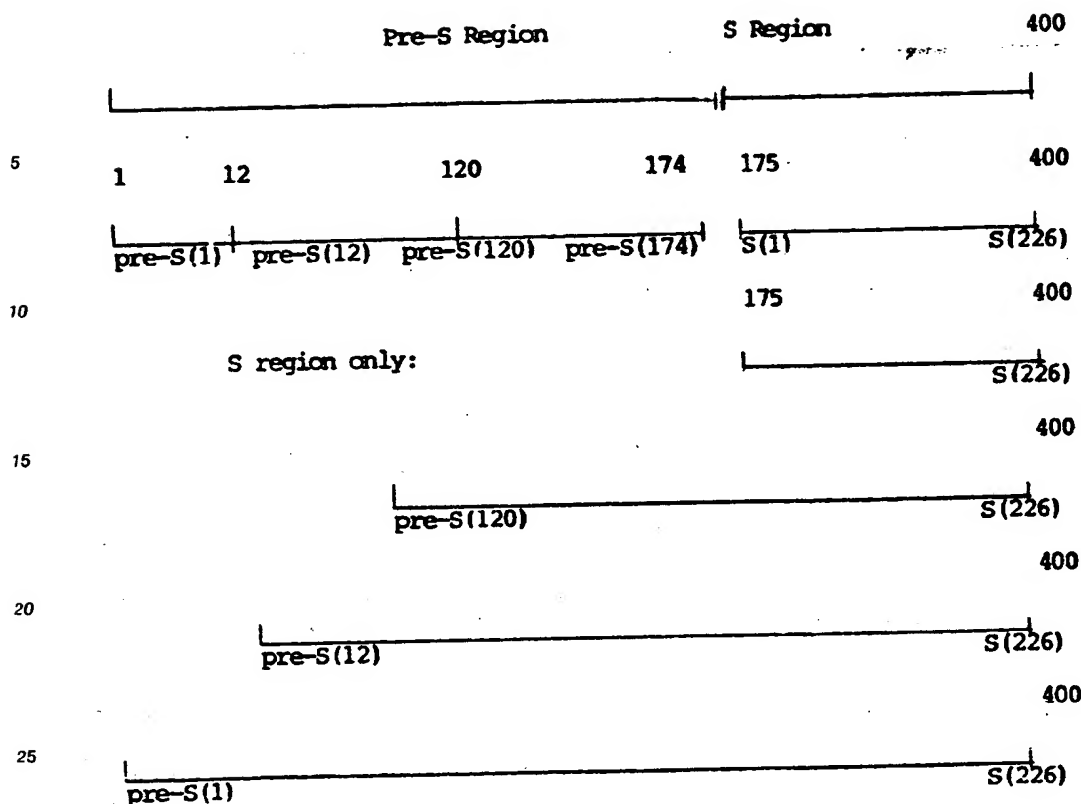 400
Pre-S Region S Region
5 1 12 120 174 175 400
pre-S(1) pre-S(12) pre-S(120) pre-S(174) S(1) S(226)
10 175 400
S region only: S(226)
400
15
pre-S(120) S(226)
400
20
pre-S(12) S(226)
400
25
pre-S(1) S(226)